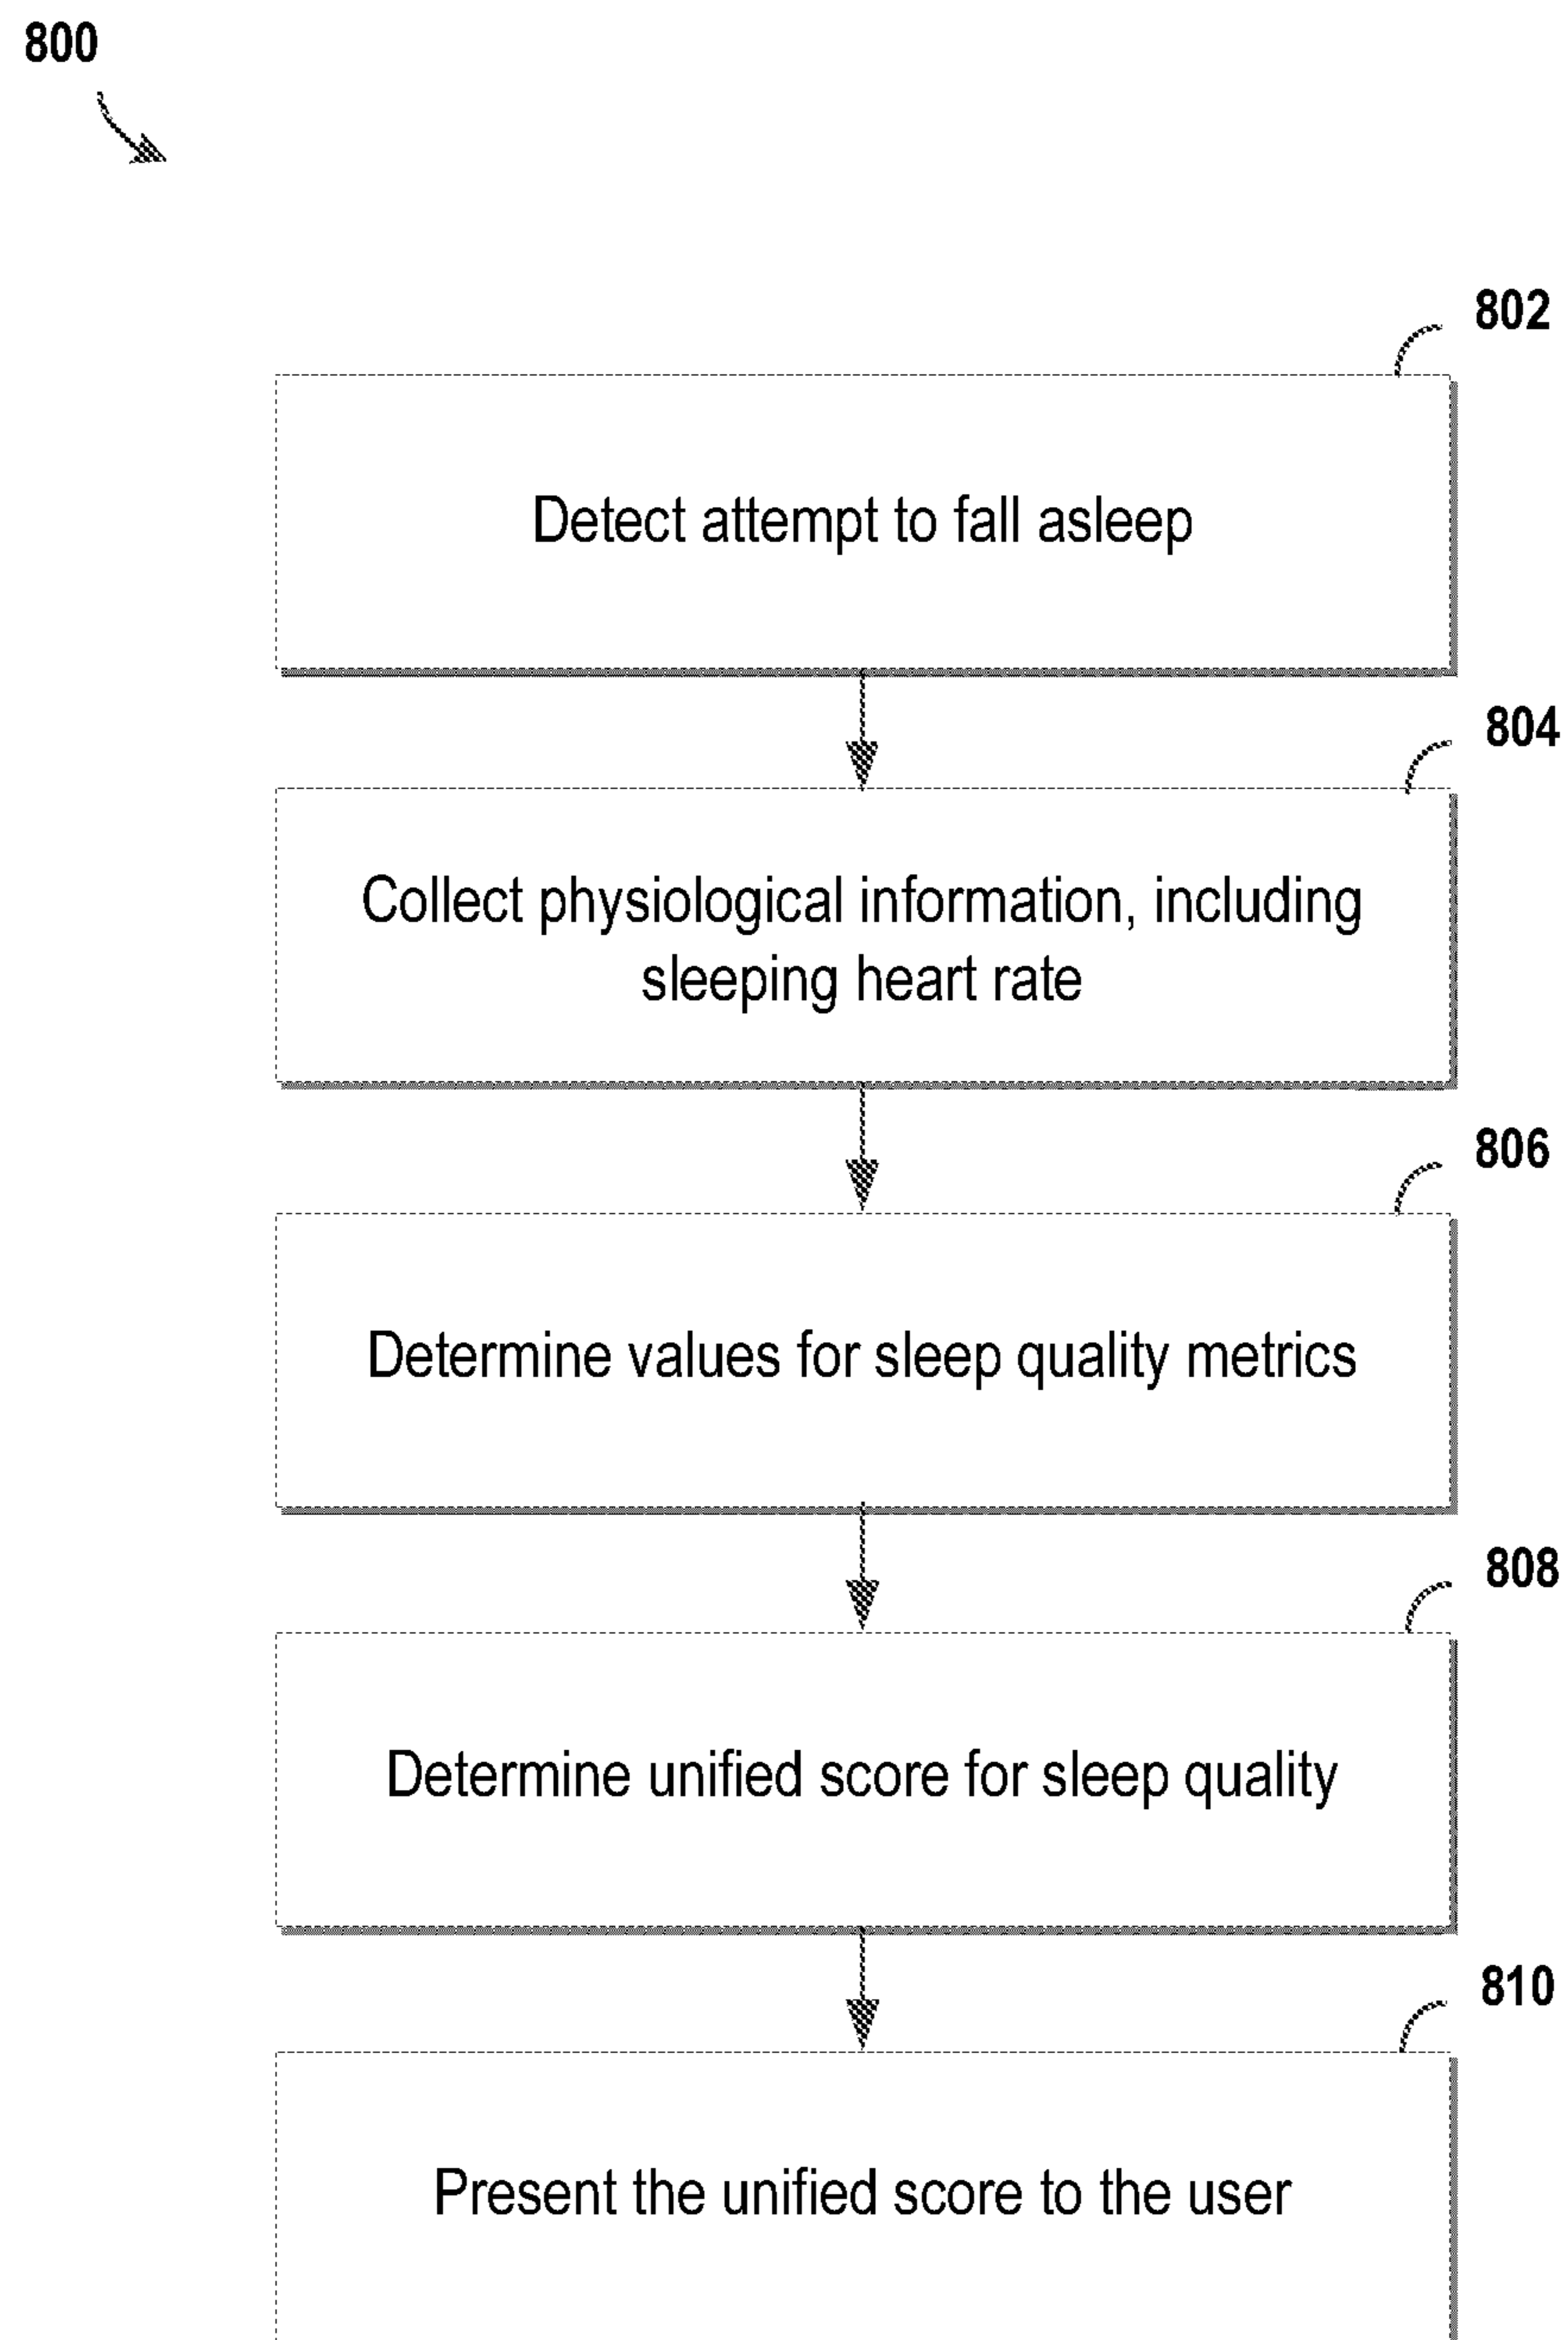 800
802
Detect attempt to fall asleep
804
Collect physiological information, including
sleeping heart rate
806
Determine values for sleep quality metrics
808
Determine unified score for sleep quality
810
Present the unified score to the user